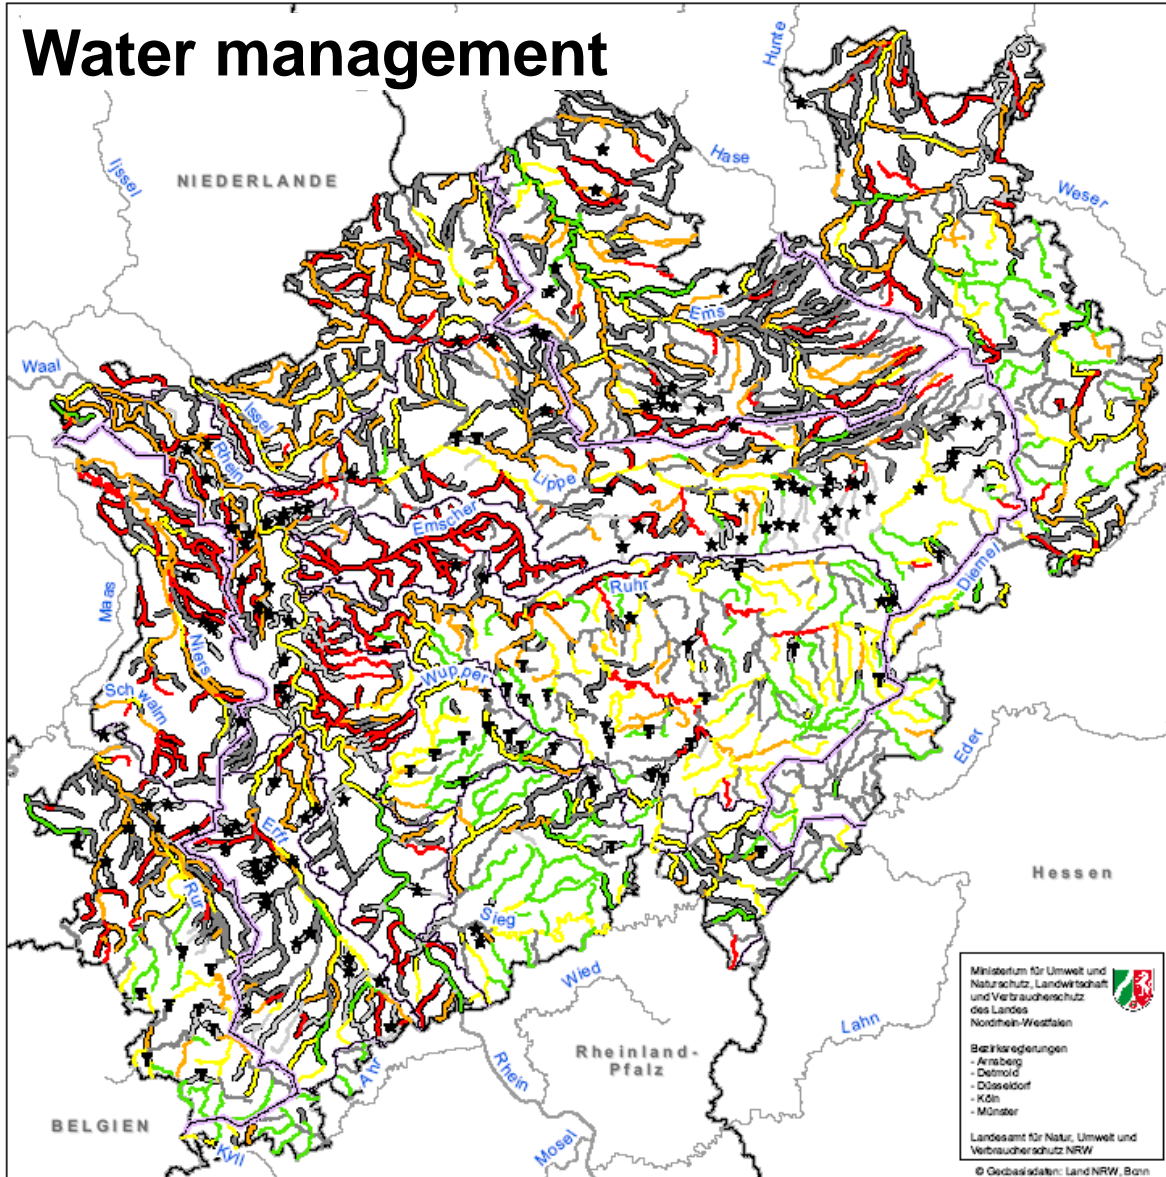 Water management
Hunte
Ijssel
NIEDERLANDE
Hase
Weser
Ems
Waal
Issel
Rhein
Lippe
Emscher
Maas
Ruhr
Diemel
Niers
Wupper
Schwalm
Eder
Erft
Rur
Hessen
Sieg
Wied
Lahn
Rheinland-
Pfalz
Rhein
Ahr
BELGIEN
Kyll
Mosel
Ministerium für Umwelt und
Naturschutz, Landwirtschaft
und Verbraucherschutz
des Landes
Nordrhein-Westfalen
Bezirksregierungen
- Arnsberg
- Detmold
- Düsseldorf
- Köln
- Münster
Landesamt für Natur, Umwelt und
Verbraucherschutz NRW
© Geobasisdaten: Land NRW, Bonn